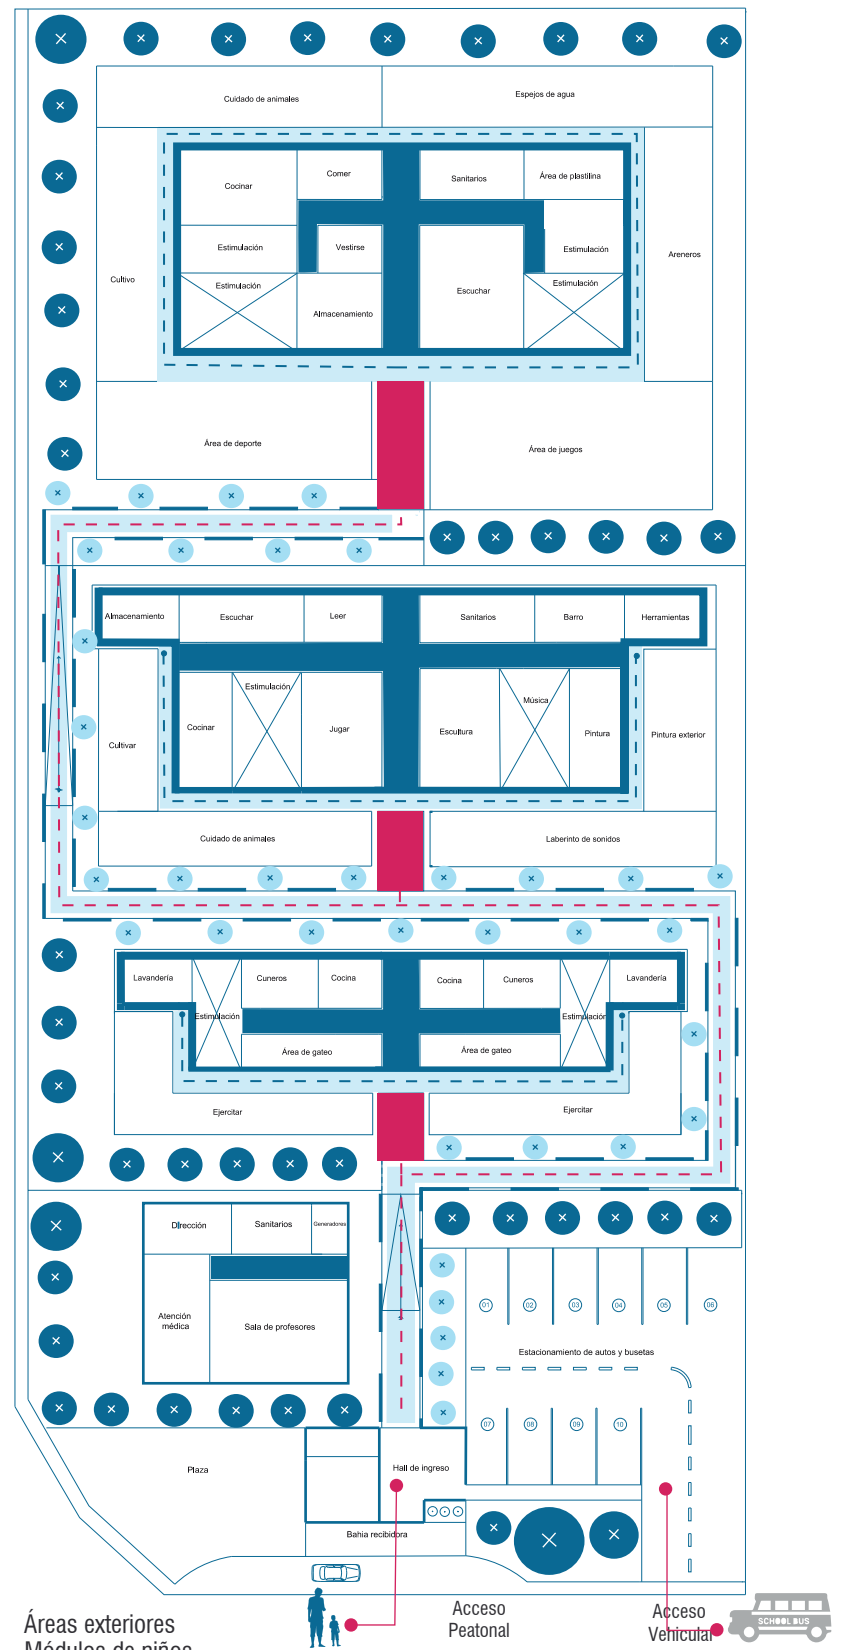 Cuidado de animales
Espejos de agua
Cocinar
Comer
Sanitarios
Área de plastilina
Estimulación
Vestirse
Estimulación
Cultivo
Areneros
Estimulación
Estimulación
Escuchar
Almacenamiento
Área de deporte
Área de juegos
Almacenamiento
Escuchar
Leer
Sanitarios
Barro
Herramientas
Estimulación
Música
Cocinar
Jugar
Escultura
Pintura
Pintura exterior
Cultivar
Cuidado de animales
Laberinto de sonidos
Lavandería
Cuneros
Cocina
Cocina
Cuneros
Lavandería
Estimulación
Estimulación
Área de gateo
Área de gateo
Ejercitar
Ejercitar
Dirección
Sanitarios
Generadores
Atención
médica
Sala de profesores
01
02
03
04
05
06
Estacionamiento de autos y busetas
07
08
09
10
Plaza
Hall de ingreso
Bahia recibidora
Acceso
Peatonal
Acceso
Vehicular
SCHOOL BUS
Áreas exteriores
Módulos de niños